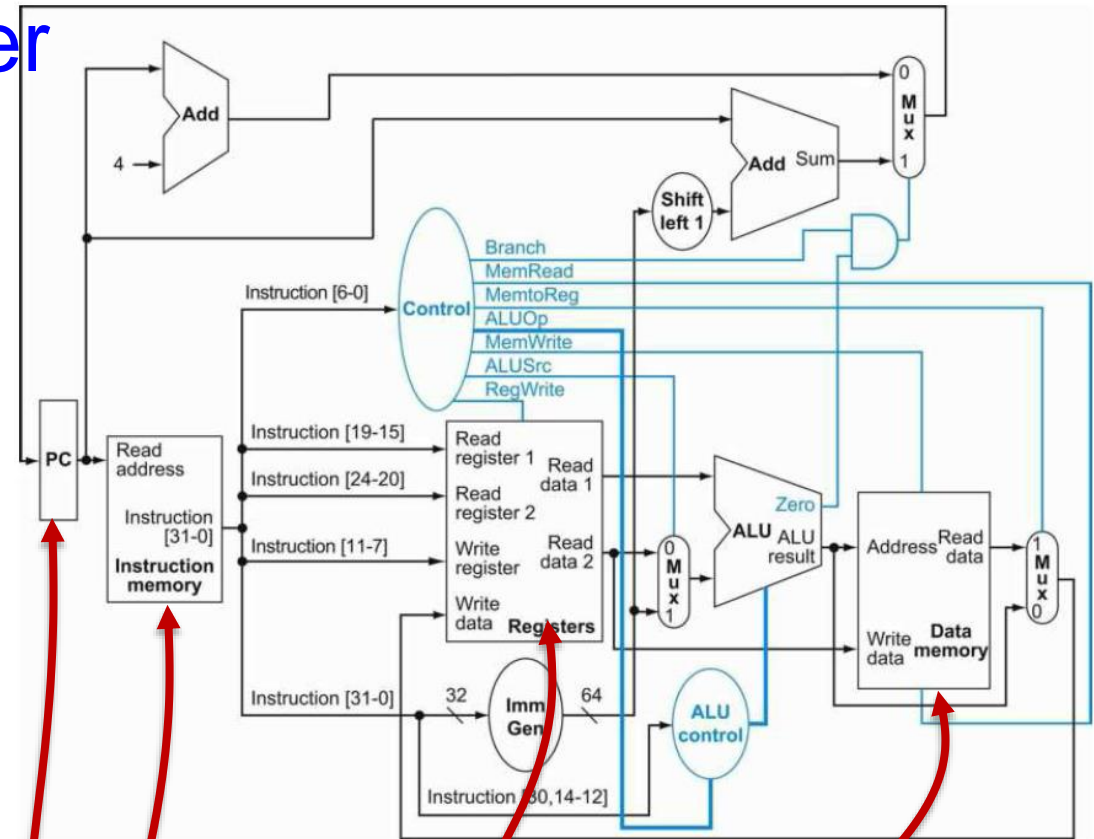 er
Add
4
0
M
u
x
1
Add Sum
Shift
left 1
Branch
MemRead
MemtoReg
ALUOp
MemWrite
ALUSrc
RegWrite
Control
Instruction [6-0]
PC
Read
address
Instruction
[31-0]
Instruction
memory
Instruction [19-15]
Instruction [24-20]
Instruction [11-7]
Read
register 1
Read
data 1
Read
register 2
Write
register
Read
data 2
Write
data
Registers
0
M
u
x
1
Zero
ALU
ALU
result
Address
Read
data
Write
data
Data
memory
1
M
u
x
0
Instruction [31-0]
32
Imm
Gen
64
ALU
control
Instruction [30,14-12]